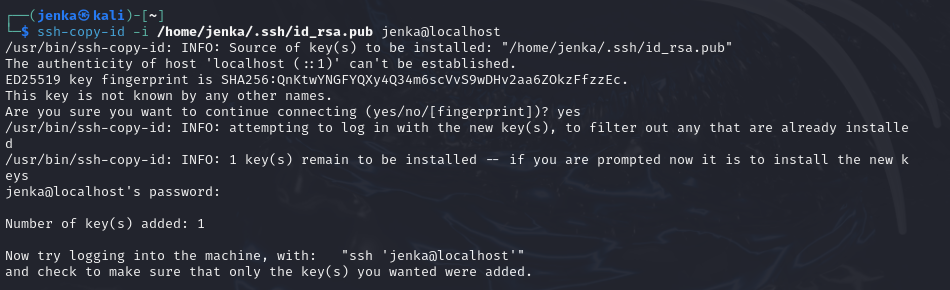 ┌──(jenka㉿kali)-[~]
└─$ ssh-copy-id -i /home/jenka/.ssh/id_rsa.pub jenka@localhost
/usr/bin/ssh-copy-id: INFO: Source of key(s) to be installed: "/home/jenka/.ssh/id_rsa.pub"
The authenticity of host 'localhost (::1)' can't be established.
ED25519 key fingerprint is SHA256:QnKtwYNGFYQXy4Q34m6scVvS9wDHv2aa6ZOkzFfzzEc.
This key is not known by any other names.
Are you sure you want to continue connecting (yes/no/[fingerprint])? yes
/usr/bin/ssh-copy-id: INFO: attempting to log in with the new key(s), to filter out any that are already installe
d
/usr/bin/ssh-copy-id: INFO: 1 key(s) remain to be installed -- if you are prompted now it is to install the new k
eys
jenka@localhost's password:
Number of key(s) added: 1
Now try logging into the machine, with:   "ssh 'jenka@localhost'"
and check to make sure that only the key(s) you wanted were added.